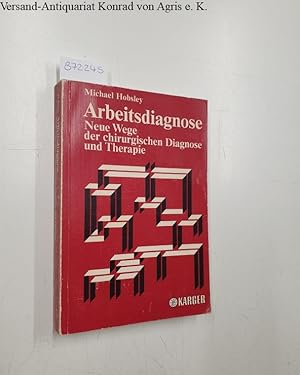 Versand-Antiquariat Konrad von Agris e. K.
B72245
Michael Hobsley
Arbeitsdiagnose
Neue Wege
der chirurgischen Diagnose
und Therapie
KARGER